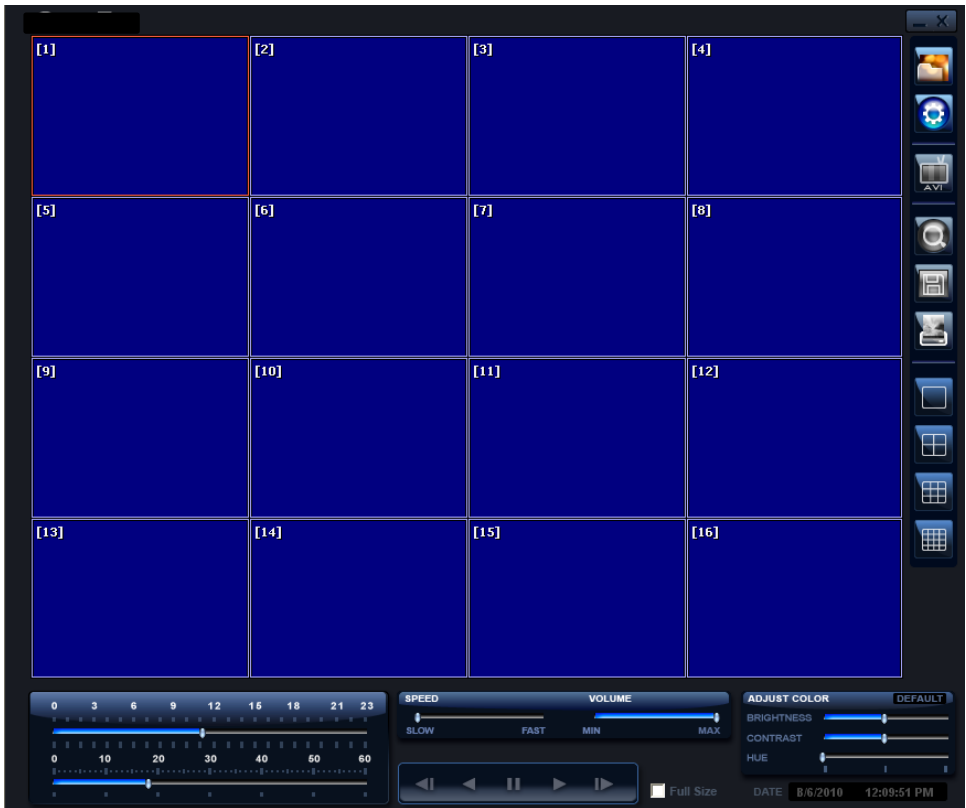 [1] [2] [3] [4]
[5] [6] [7] [8]
[9] [10] [11] [12]
[13] [14] [15] [16]
AVI
0 3 6 9 12 15 18 21 23
0 10 20 30 40 50 60
SPEED VOLUME
SLOW FAST MIN MAX
Full Size
ADJUST COLOR DEFAULT
BRIGHTNESS
CONTRAST
HUE
DATE 8/6/2010 12:09:51 PM